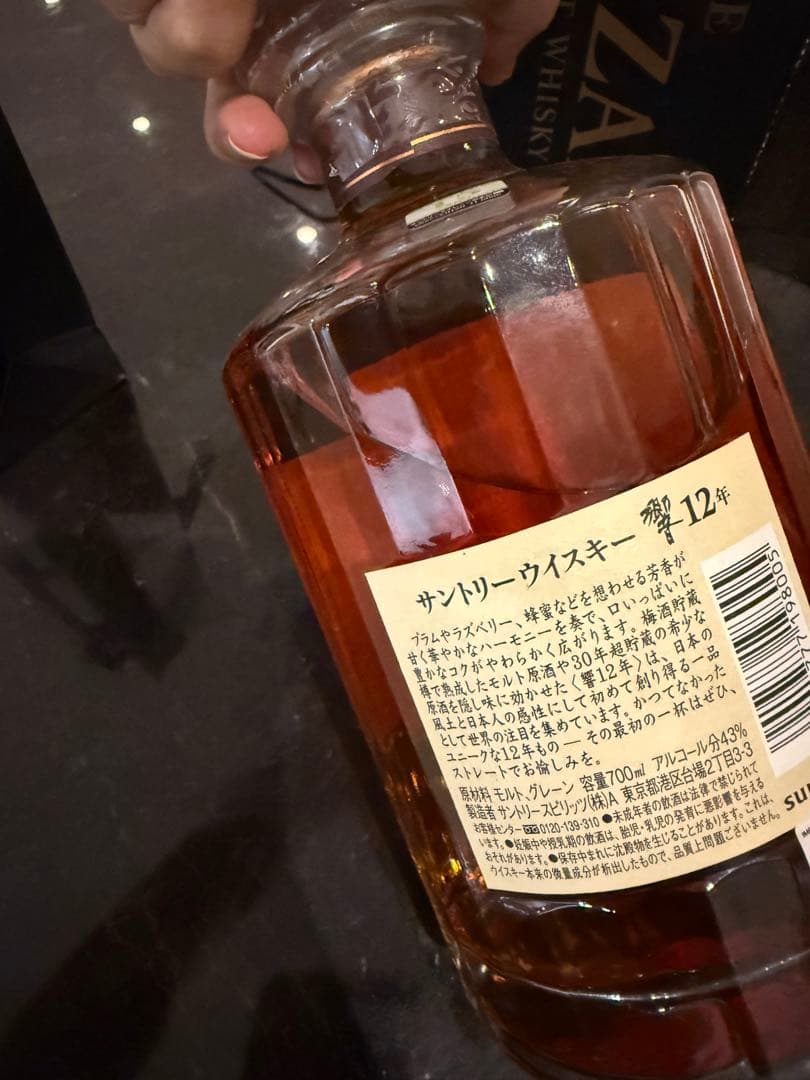 E
ZA
T WHISKY
サントリーウイスキー 響12年
プラムやラズベリー、蜂蜜などを想わせる芳香が
甘く華やかなハーモニーを奏で、口いっぱいに
豊かなコクがやわらかく広がります。梅酒貯蔵
樽で熟成したモルト原酒や30年超貯蔵の希少な
原酒を隠し味に効かせた〈響12年〉は、日本の
風土と日本人の感性にして初めて創り得る一品
として世界の注目を集めています。かつてなかった
ユニークな12年もの ― その最初の一杯はぜひ、
ストレートでお愉しみを。
原材料 モルト、グレーン 容量700ml アルコール分43%
製造者 サントリースピリッツ(株)A 東京都港区台場2丁目3-3
お客様センター 0120-139-310 ●未成年者の飲酒は法律で禁じられて
います。●妊娠中や授乳期の飲酒は、胎児・乳児の発育に悪影響を与える
おそれがあります。●保存中まれに沈殿物を生じることがあります。これは、
ウイスキー本来の微量成分が析出したもので、品質上問題ございません。
SU